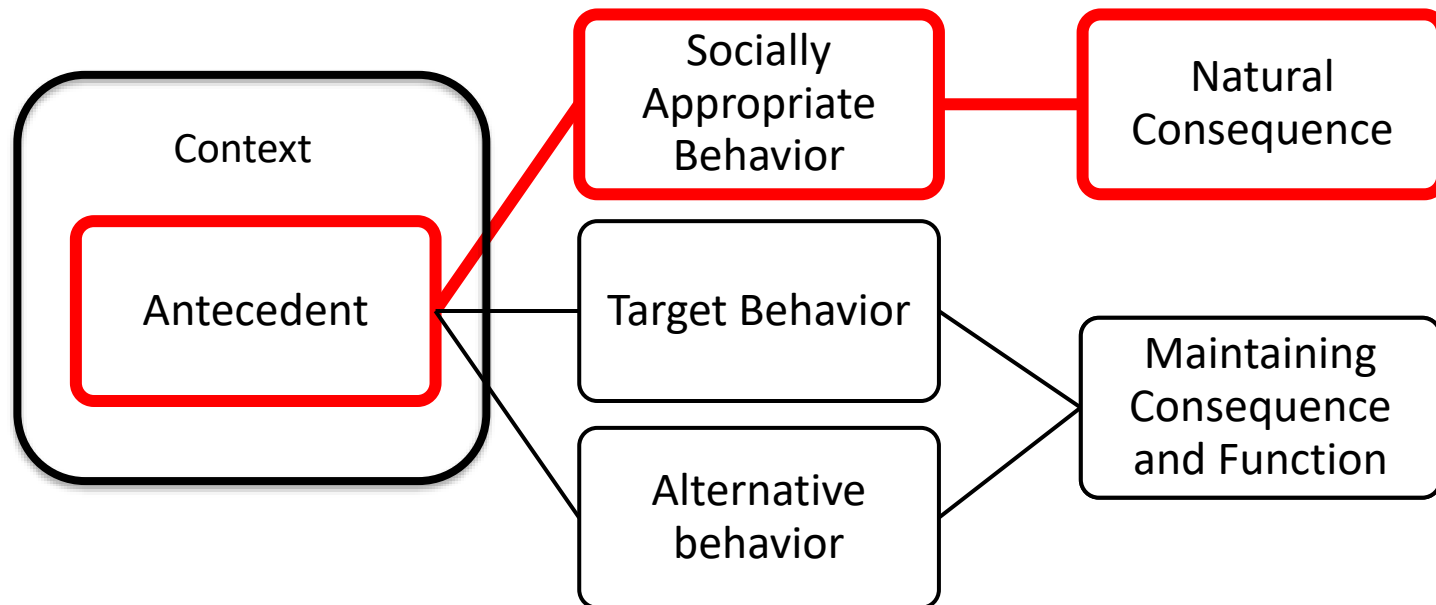 Context
Antecedent
Socially
Appropriate
Behavior
Natural
Consequence
Target Behavior
Alternative
behavior
Maintaining
Consequence
and Function